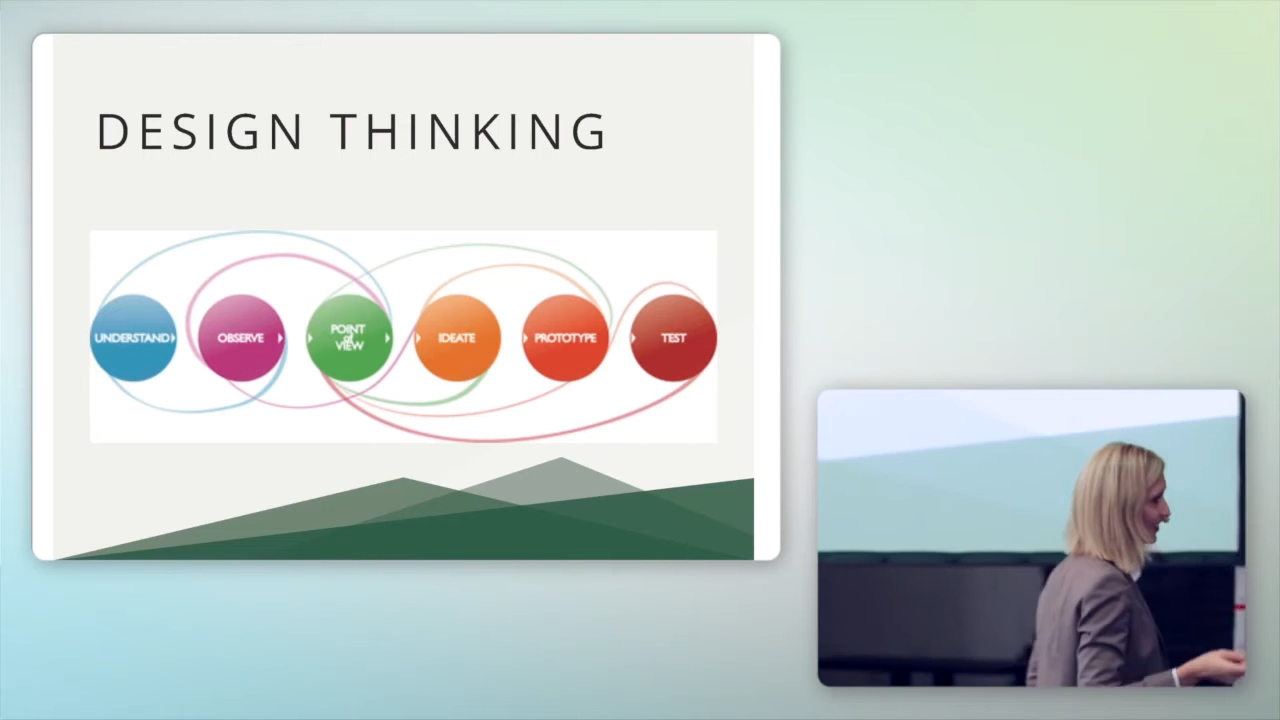 DESIGN THINKING
UNDERSTAND
OBSERVE
POINT
of
VIEW
IDEATE
PROTOTYPE
TEST